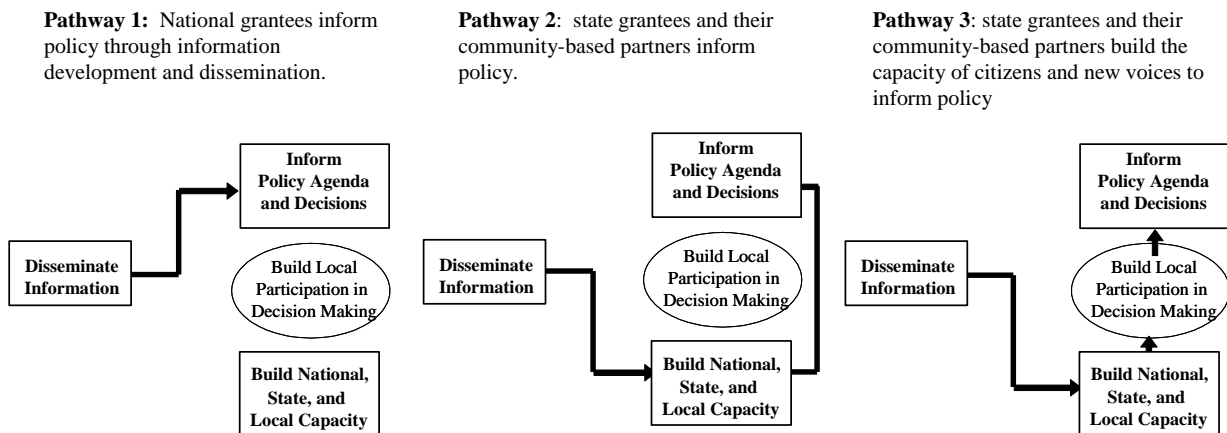 Pathway 1: National grantees inform
policy through information
development and dissemination.
Inform
Policy Agenda
and Decisions
Disseminate
Information
Build Local
Participation in
Decision Making
Build National,
State, and
Local Capacity
Pathway 2: state grantees and their
community-based partners inform
policy.
Inform
Policy Agenda
and Decisions
Disseminate
Information
Build Local
Participation in
Decision Making
Build National,
State, and
Local Capacity
Pathway 3: state grantees and their
community-based partners build the
capacity of citizens and new voices to
inform policy
Inform
Policy Agenda
and Decisions
Disseminate
Information
Build Local
Participation in
Decision Making
Build National,
State, and
Local Capacity